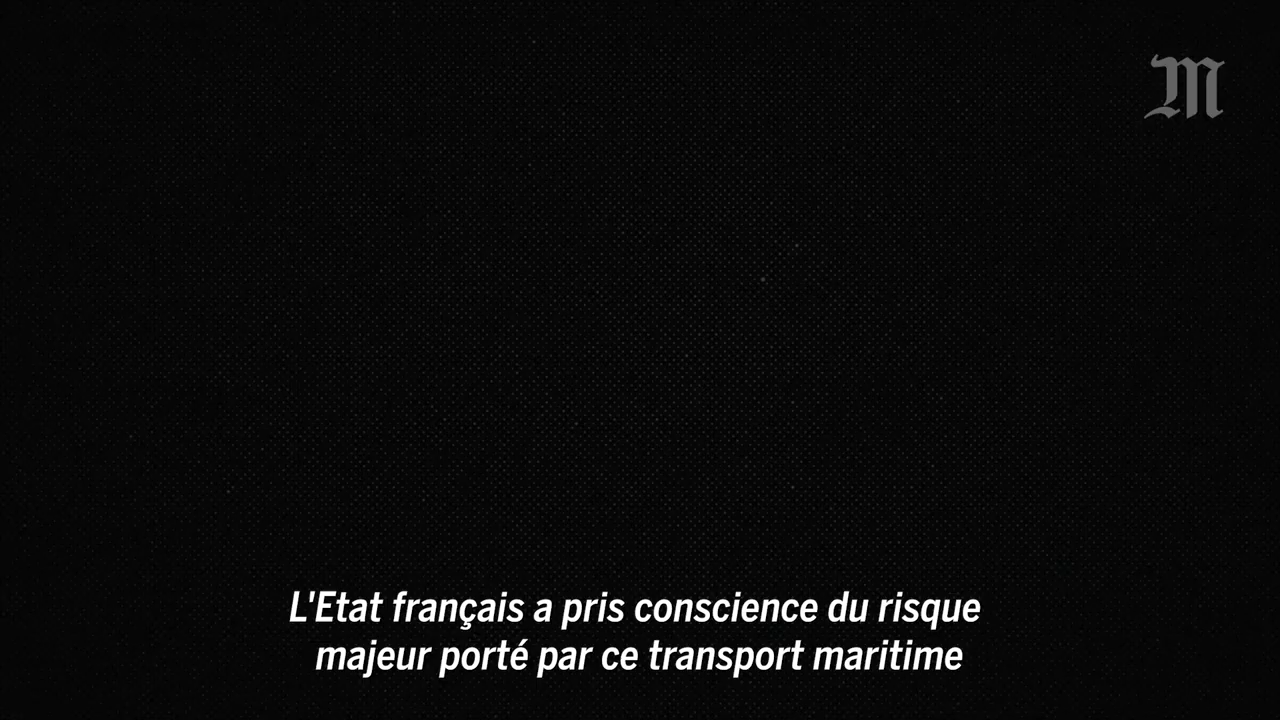 M
L'Etat français a pris conscience du risque
majeur porté par ce transport maritime